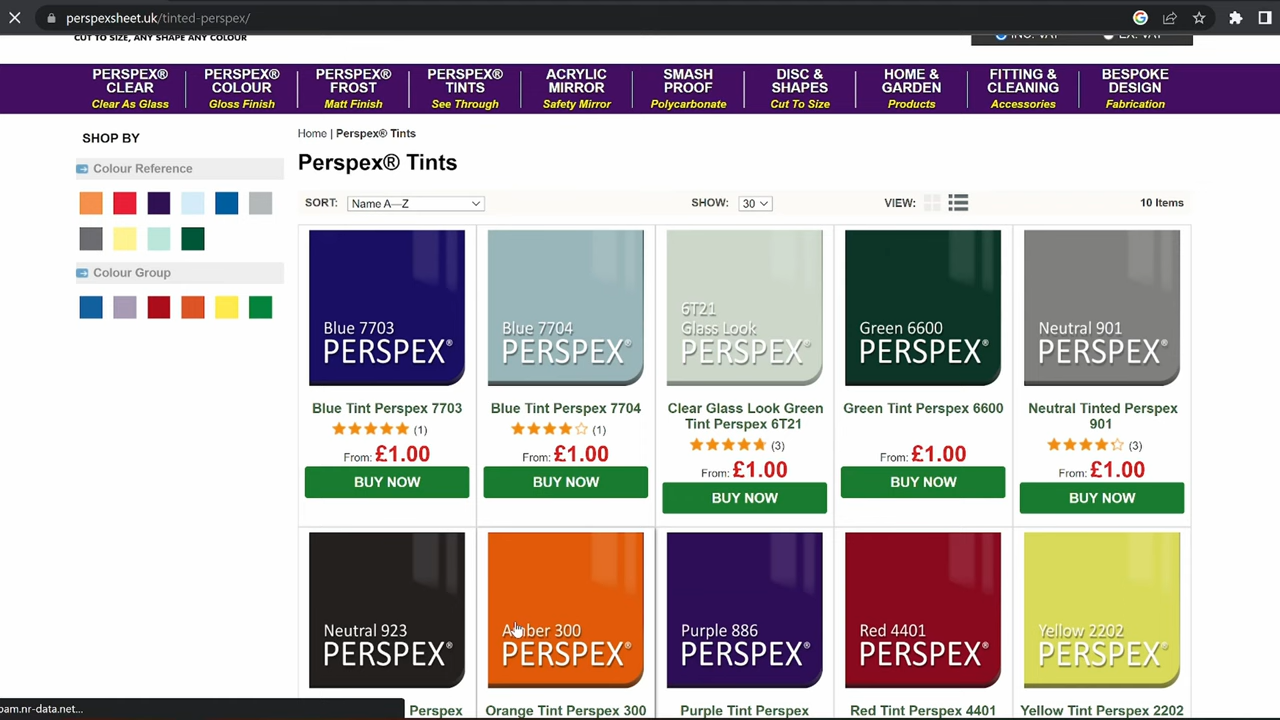 perspexsheet.uk/tinted-perspex/
CUT TO SIZE, ANY SHAPE ANY COLOUR
INC. VAT EX. VAT
PERSPEX® CLEAR
Clear As Glass
PERSPEX® COLOUR
Gloss Finish
PERSPEX® FROST
Matt Finish
PERSPEX® TINTS
See Through
ACRYLIC MIRROR
Safety Mirror
SMASH PROOF
Polycarbonate
DISC & SHAPES
Cut To Size
HOME & GARDEN
Products
FITTING & CLEANING
Accessories
BESPOKE DESIGN
Fabrication
SHOP BY
Colour Reference
Colour Group
Home | Perspex® Tints
Perspex® Tints
SORT: Name A—Z
SHOW: 30
VIEW:
10 Items
Blue 7703
PERSPEX®
Blue Tint Perspex 7703
(1)
From: £1.00
BUY NOW
Blue 7704
PERSPEX®
Blue Tint Perspex 7704
(1)
From: £1.00
BUY NOW
6T21
Glass Look
PERSPEX®
Clear Glass Look Green
Tint Perspex 6T21
(3)
From: £1.00
BUY NOW
Green 6600
PERSPEX®
Green Tint Perspex 6600
From: £1.00
BUY NOW
Neutral 901
PERSPEX®
Neutral Tinted Perspex
901
(3)
From: £1.00
BUY NOW
Neutral 923
PERSPEX®
Perspex
Amber 300
PERSPEX®
Orange Tint Perspex 300
Purple 886
PERSPEX®
Purple Tint Perspex
Red 4401
PERSPEX®
Red Tint Perspex 4401
Yellow 2202
PERSPEX®
Yellow Tint Perspex 2202
bam.nr-data.net...